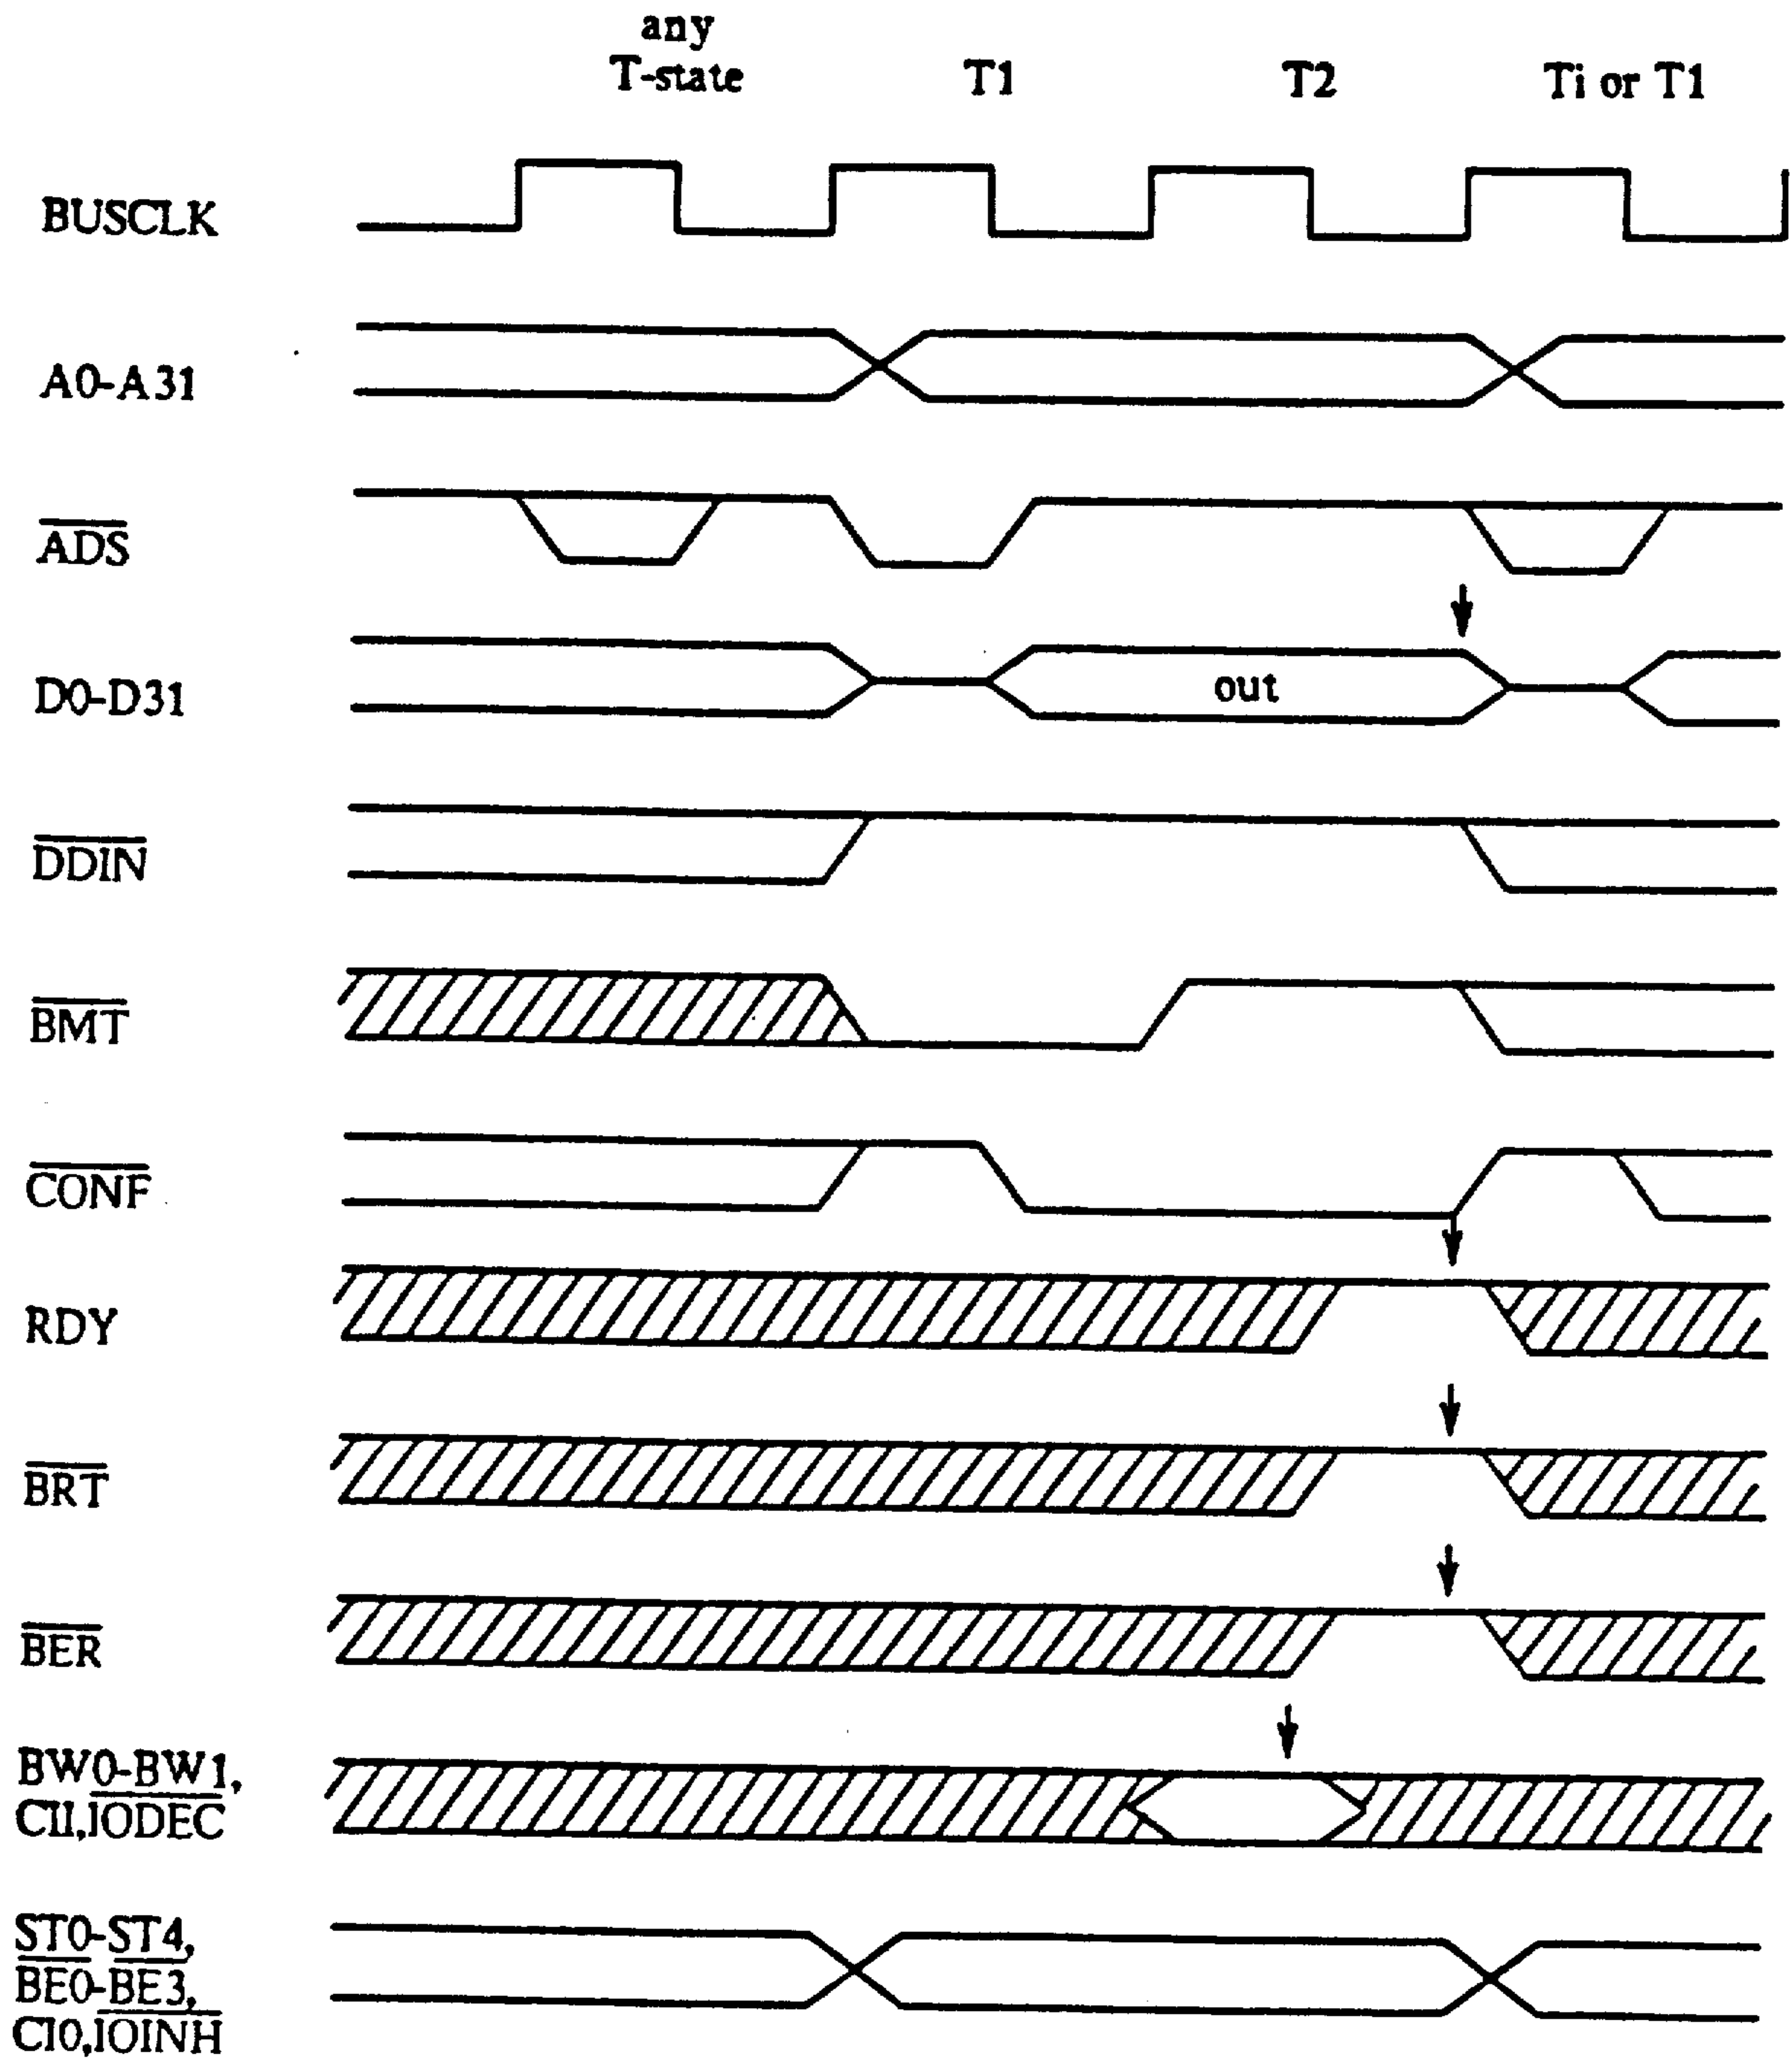 any
T-state T1 T2 Ti or T1
BUSCLK
A0-A31
ADS
D0-D31 out
DDIN
BMT
CONF
RDY
BRT
BER
BW0-BW1,
CII,IODEC
ST0-ST4,
BE0-BE3,
CI0,IOINH